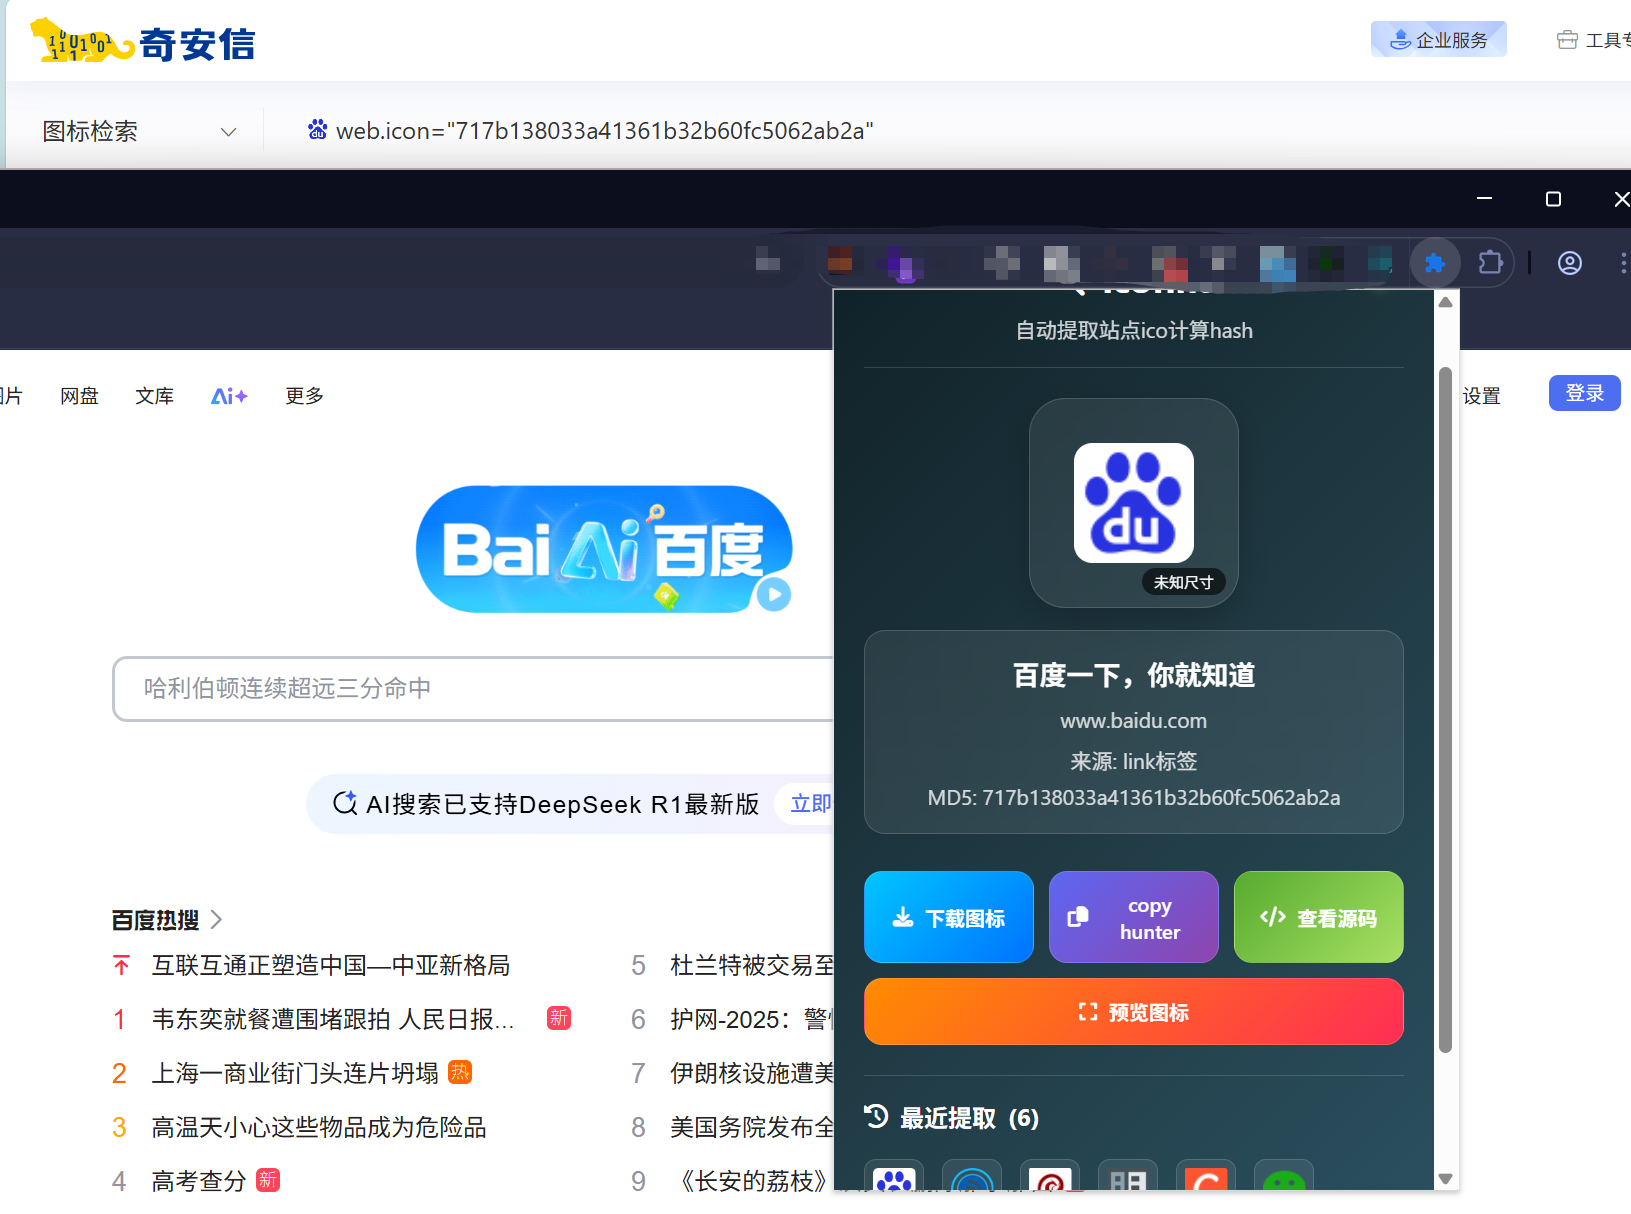 奇安信
企业服务
工具专
图标检索
web.icon="717b138033a41361b32b60fc5062ab2a"
自动提取站点ico计算hash
图片
网盘
文库
Ai+
更多
设置
登录
du
未知尺寸
BaiAi百度
百度一下，你就知道
www.baidu.com
来源: link标签
MD5: 717b138033a41361b32b60fc5062ab2a
哈利伯顿连续超远三分命中
AI搜索已支持DeepSeek R1最新版
立即
下载图标
copy
hunter
查看源码
预览图标
最近提取 (6)
百度热搜
互联互通正塑造中国—中亚新格局
1 韦东奕就餐遭围堵跟拍 人民日报... 新
2 上海一商业街门头连片坍塌 热
3 高温天小心这些物品成为危险品
4 高考查分 新
5 杜兰特被交易至
6 护网-2025：警
7 伊朗核设施遭美
8 美国务院发布全
9 《长安的荔枝》